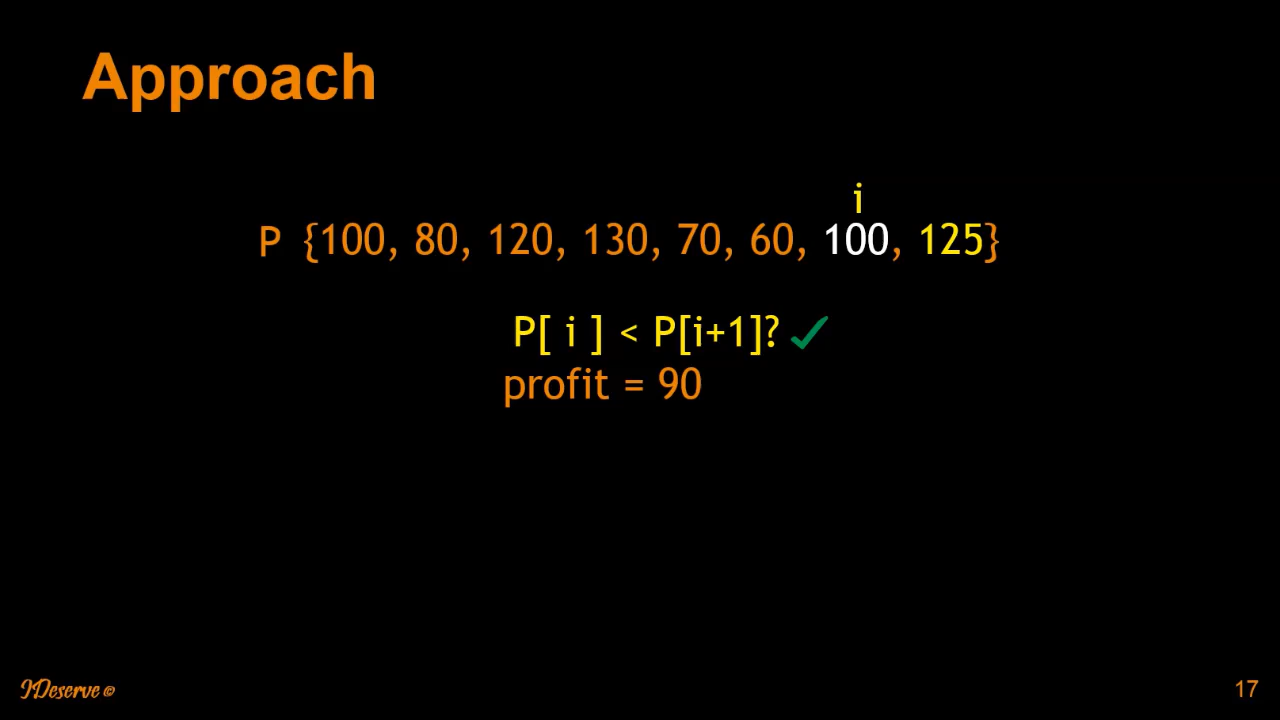 Approach
i
P {100, 80, 120, 130, 70, 60, 100, 125}
P[ i ] < P[i+1]?
profit = 90
IDeserve ©
17